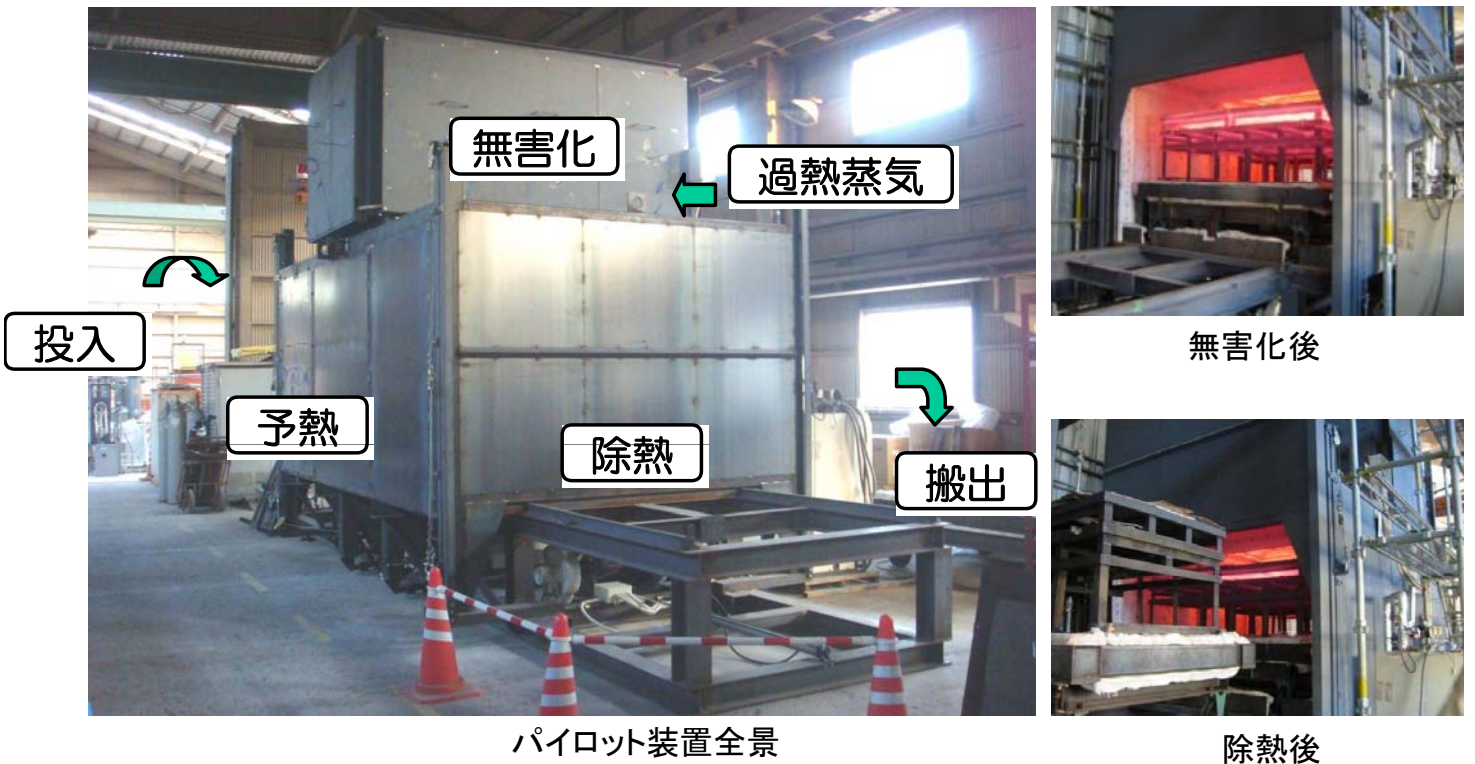 無害化
過熱蒸気
投入
予熱
除熱
搬出
パイロット装置全景
無害化後
除熱後